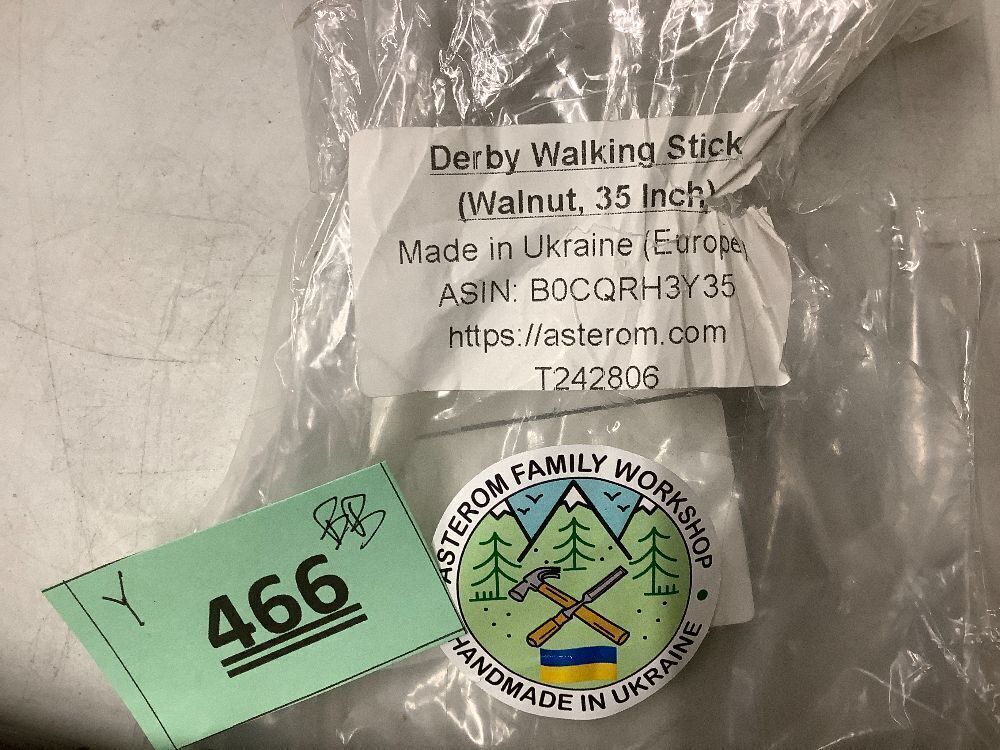 Derby Walking Stick
(Walnut, 35 Inch)
Made in Ukraine (Europe)
ASIN: B0CQRH3Y35
https://asterom.com
T242806
ASTEROM FAMILY WORKSHOP
HANDMADE IN UKRAINE
BB
Y
466